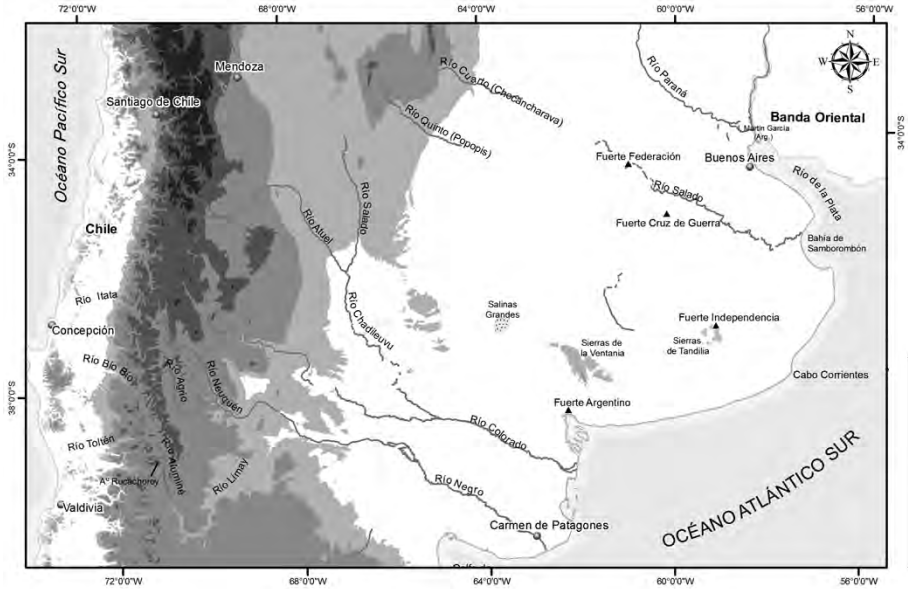 72°0'0"W
68°0'0"W
64°0'0"W
60°0'0"W
56°0'0"W
N
W
E
S
Océano Pacífico Sur
Mendoza
Santiago de Chile
Río Cuarto (Chocancharava)
Río Quinto (Popopis)
Río Paraná
Banda Oriental
Martín García
(Arg.)
Buenos Aires
34°0'0"S
34°0'0"S
Fuerte Federación
Río Salado
Río de la Plata
Fuerte Cruz de Guerra
Bahía de
Samborombón
Río Atuel
Río Salado
Chile
Río Itata
Concepción
Río Chadileuvu
Salinas
Grandes
Fuerte Independencia
Sierras de
la Ventania
Sierras
de Tandilia
Río Bío Bío
Río Agrio
Río Neuquén
Cabo Corrientes
38°0'0"S
38°0'0"S
Fuerte Argentino
Río Colorado
Río Toltén
Río Aluminé
Aº Rucachoroy
Río Limay
Río Negro
Valdivia
Carmen de Patagones
OCÉANO ATLÁNTICO SUR
72°0'0"W
68°0'0"W
64°0'0"W
60°0'0"W
56°0'0"W